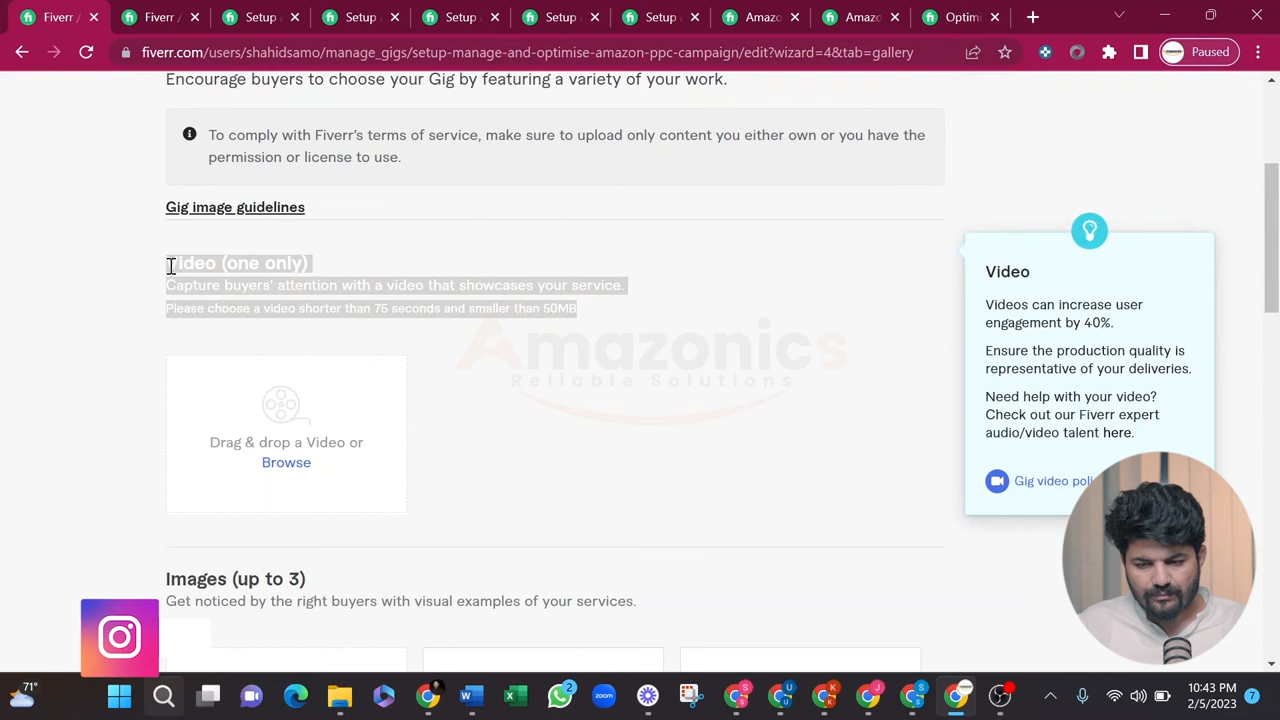 Fiverr /
Fiverr /
Setup
Setup
Setup
Setup
Setup
Amazo
Amazo
Optimi
fiverr.com/users/shahidsamo/manage_gigs/setup-manage-and-optimise-amazon-ppc-campaign/edit?wizard=4&tab=gallery
Paused
Encourage buyers to choose your Gig by featuring a variety of your work.
To comply with Fiverr's terms of service, make sure to upload only content you either own or you have the
permission or license to use.
Gig image guidelines
Video (one only)
Capture buyers' attention with a video that showcases your service.
Please choose a video shorter than 75 seconds and smaller than 50MB
Amazonics
Reliable Solutions
Drag & drop a Video or
Browse
Images (up to 3)
Get noticed by the right buyers with visual examples of your services.
Video
Videos can increase user
engagement by 40%.
Ensure the production quality is
representative of your deliveries.
Need help with your video?
Check out our Fiverr expert
audio/video talent here.
Gig video poli
71°
zoom
10:43 PM
2/5/2023